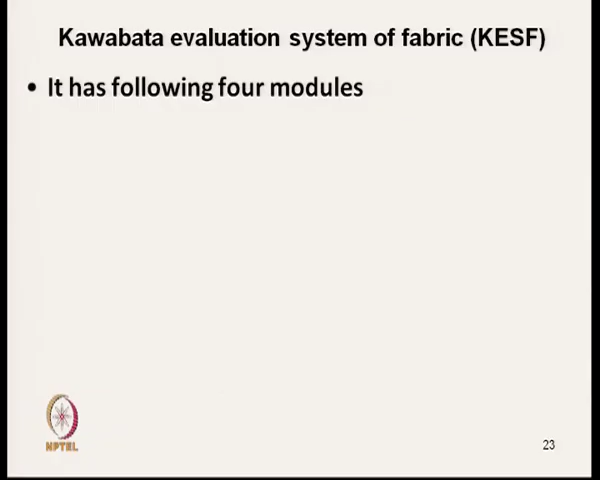 Kawabata evaluation system of fabric (KESF)
• It has following four modules
NPTEL
23